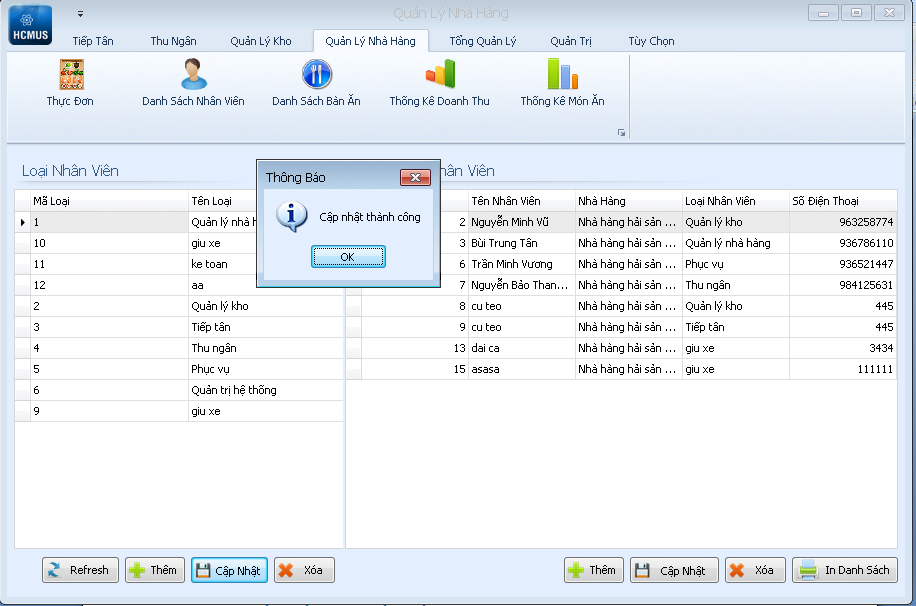 Quản Lý Nhà Hàng
HCMUS
Tiếp Tân Thu Ngân Quản Lý Kho Quản Lý Nhà Hàng Tổng Quản Lý Quản Trị Tùy Chọn
Thực Đơn Danh Sách Nhân Viên Danh Sách Bàn Ăn Thống Kê Doanh Thu Thống Kê Món Ăn
Loại Nhân Viên
hân Viên
Mã Loại Tên Loại
1 Quản lý nhà h
10 giu xe
11 ke toan
12 aa
2 Quản lý kho
3 Tiếp tân
4 Thu ngân
5 Phục vụ
6 Quản trị hệ thống
9 giu xe
Thông Báo
Cập nhật thành công
OK
Tên Nhân Viên Nhà Hàng Loại Nhân Viên Số Điện Thoại
2 Nguyễn Minh Vũ Nhà hàng hải sản ... Quản lý kho 963258774
3 Bùi Trung Tân Nhà hàng hải sản ... Quản lý nhà hàng 936786110
6 Trần Minh Vương Nhà hàng hải sản ... Phục vụ 936521447
7 Nguyễn Bảo Than... Nhà hàng hải sản ... Thu ngân 984125631
8 cu teo Nhà hàng hải sản ... Quản lý kho 445
9 cu teo Nhà hàng hải sản ... Tiếp tân 445
13 dai ca Nhà hàng hải sản ... giu xe 3434
15 asasa Nhà hàng hải sản ... giu xe 111111
Refresh Thêm Cập Nhật Xóa Thêm Cập Nhật Xóa In Danh Sách